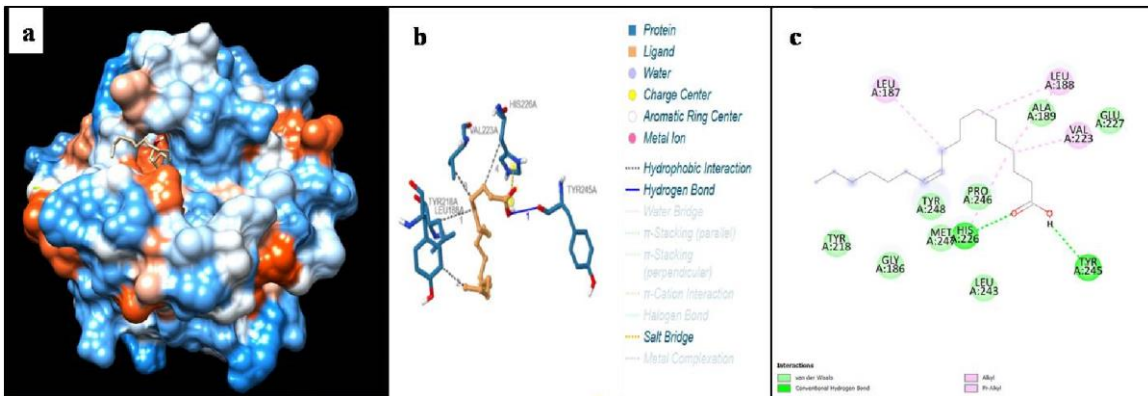 a
b
HIS226A
VAL223A
TYR218A
LEU188A
TYR245A
4
1
1
Protein
Ligand
Water
Charge Center
Aromatic Ring Center
Metal Ion
Hydrophobic Interaction
Hydrogen Bond
Water Bridge
π-Stacking (parallel)
π-Stacking
(perpendicular)
π-Cation Interaction
Halogen Bond
Salt Bridge
Metal Complexation
c
LEU
A:187
LEU
A:188
ALA
A:189
GLU
A:227
VAL
A:223
PRO
A:246
TYR
A:248
MET
A:244
HIS
A:226
TYR
A:218
GLY
A:186
LEU
A:243
TYR
A:245
O
O
H
Interactions
van der Waals
Conventional Hydrogen Bond
Alkyl
Pi-Alkyl